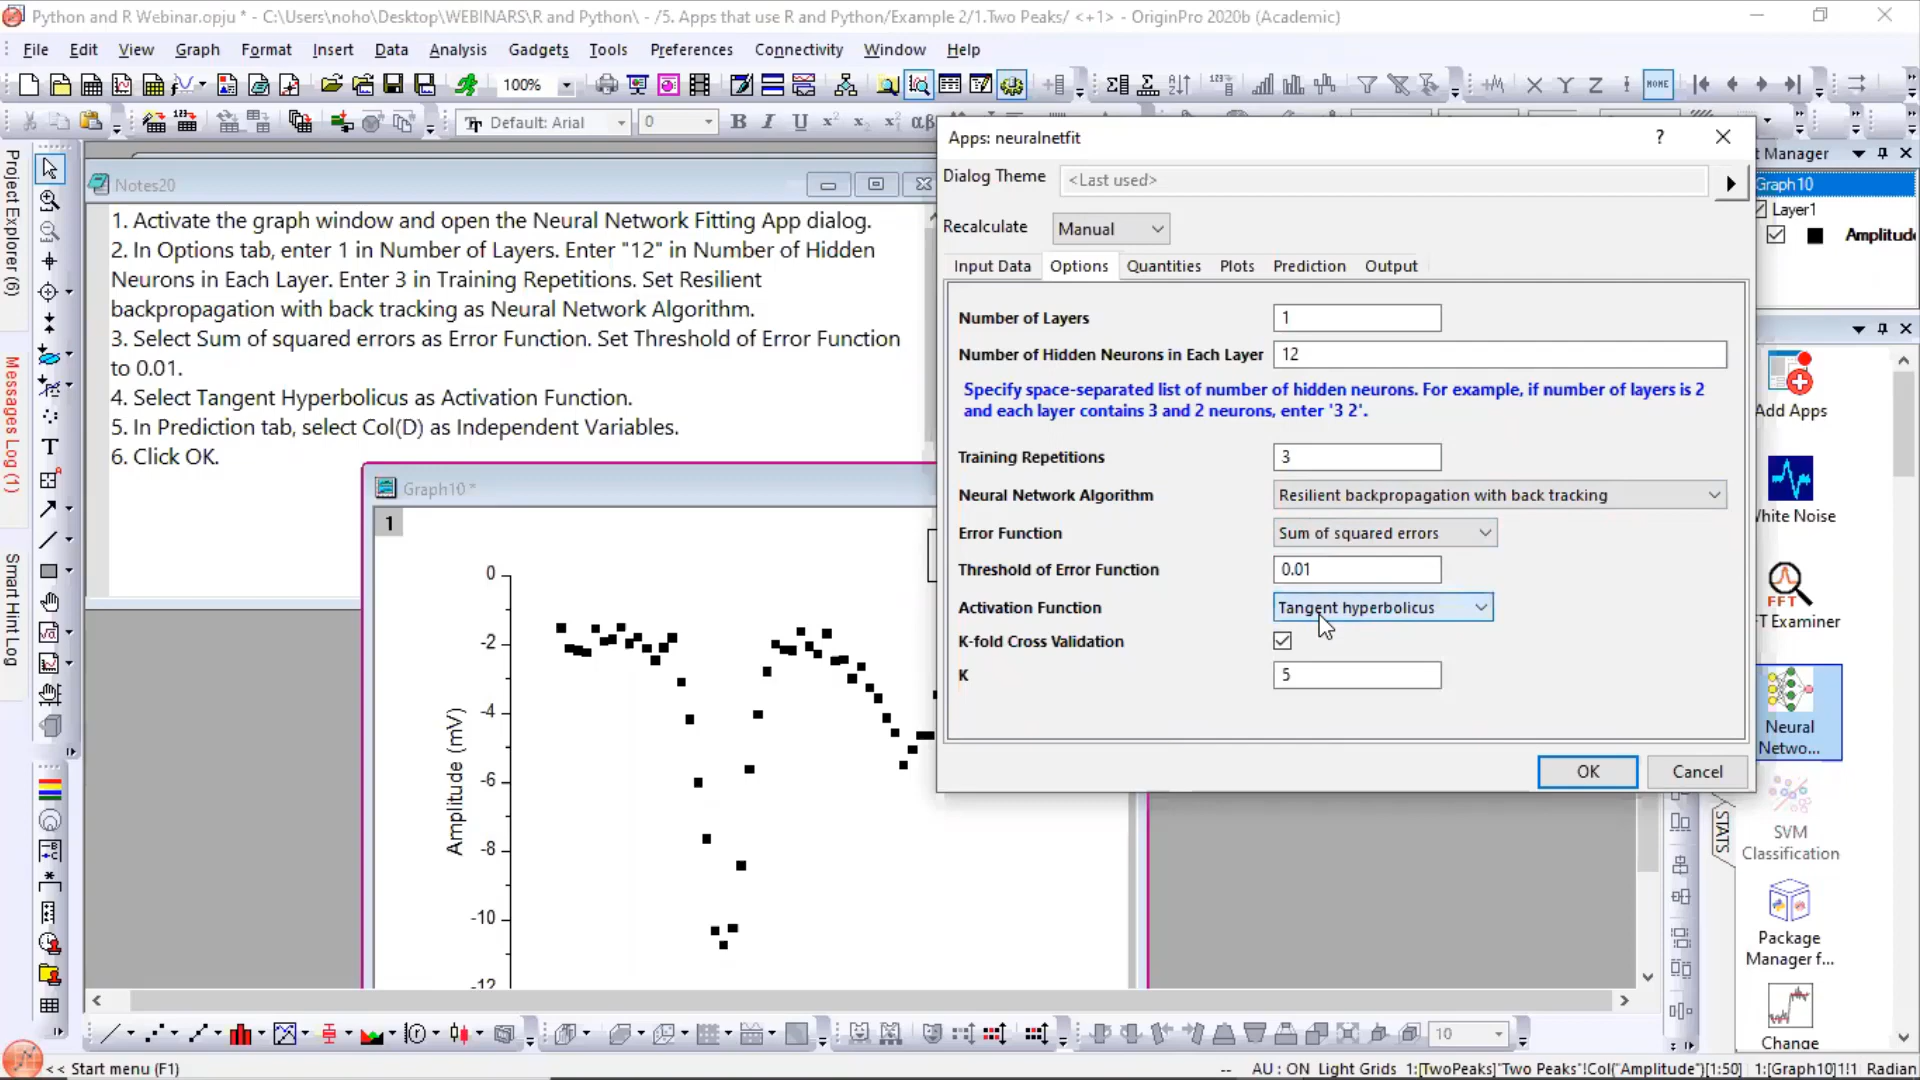 Python and R Webinar.opju * - C:\Users\noho\Desktop\WEBINARS\R and Python\ - /5. Apps that use R and Python/Example 2/1.Two Peaks/ <+1> - OriginPro 2020b (Academic)
File Edit View Graph Format Insert Data Analysis Gadgets Tools Preferences Connectivity Window Help
100%
X Y Z HOME
Default: Arial 0 B I U
Project Explorer (6)
Messages Log (1)
Smart Hint Log
Notes20
1. Activate the graph window and open the Neural Network Fitting App dialog.
2. In Options tab, enter 1 in Number of Layers. Enter "12" in Number of Hidden
Neurons in Each Layer. Enter 3 in Training Repetitions. Set Resilient
backpropagation with back tracking as Neural Network Algorithm.
3. Select Sum of squared errors as Error Function. Set Threshold of Error Function
to 0.01.
4. Select Tangent Hyperbolicus as Activation Function.
5. In Prediction tab, select Col(D) as Independent Variables.
6. Click OK.
Graph10 *
1
0
-2
-4
-6
-8
-10
-12
Amplitude (mV)
Apps: neuralnetfit ?
Dialog Theme <Last used>
Recalculate Manual
Input Data Options Quantities Plots Prediction Output
Number of Layers 1
Number of Hidden Neurons in Each Layer 12
Specify space-separated list of number of hidden neurons. For example, if number of layers is 2
and each layer contains 3 and 2 neurons, enter '3 2'.
Training Repetitions 3
Neural Network Algorithm Resilient backpropagation with back tracking
Error Function Sum of squared errors
Threshold of Error Function 0.01
Activation Function Tangent hyperbolicus
K-fold Cross Validation
K 5
OK Cancel
t Manager
Graph10
Layer1
Amplitud
Add Apps
White Noise
FFT
FT Examiner
Neural
Netwo...
SVM
Classification
Package
Manager f...
Change
STATS
10
<< Start menu (F1)
-- AU : ON Light Grids 1:[TwoPeaks]"Two Peaks"!Col("Amplitude")[1:50] 1:[Graph10]1!1 Radian